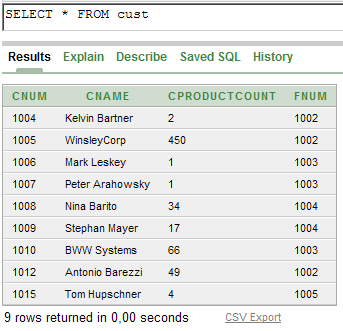 SELECT * FROM cust
Results Explain Describe Saved SQL History
CNUM CNAME CPRODUCTCOUNT FNUM
1004 Kelvin Bartner 2 1002
1005 WinsleyCorp 450 1002
1006 Mark Leskey 1 1003
1007 Peter Arahowsky 1 1003
1008 Nina Barito 34 1004
1009 Stephan Mayer 17 1004
1010 BWW Systems 66 1003
1012 Antonio Barezzi 49 1002
1015 Tom Hupschner 4 1005
9 rows returned in 0,00 seconds CSV Export